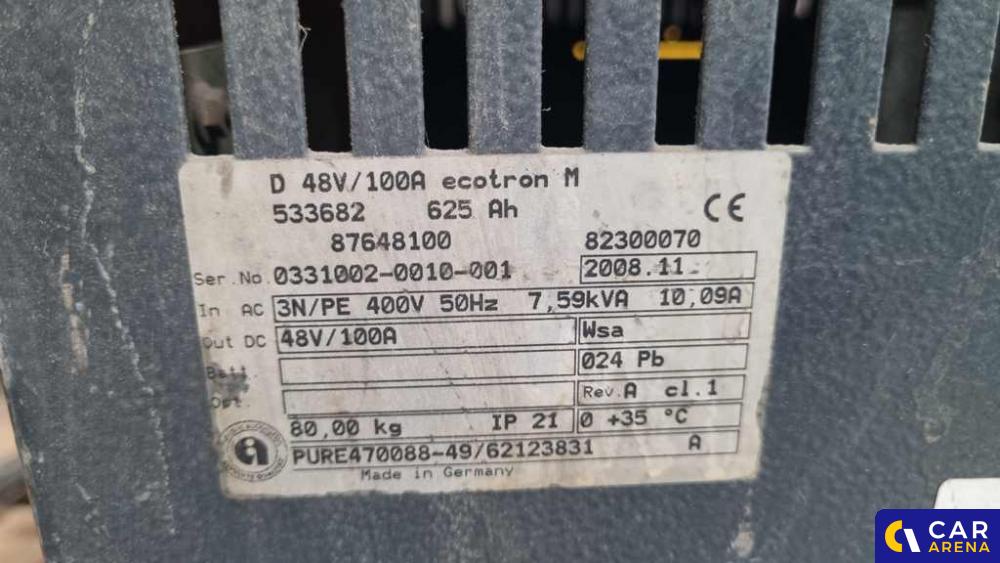 D 48V/100A ecotron M
533682 625 Ah
CE
87648100 82300070
Ser.No. 0331002-0010-001 2008.11.
In AC 3N/PE 400V 50Hz 7,59kVA 10,09A
Out DC 48V/100A Wsa
Batt. 024 Pb
Opt. Rev.A cl.1
80,00 kg IP 21 0 +35 °C
PURE470088-49/62123831 A
Made in Germany
CAR
ARENA